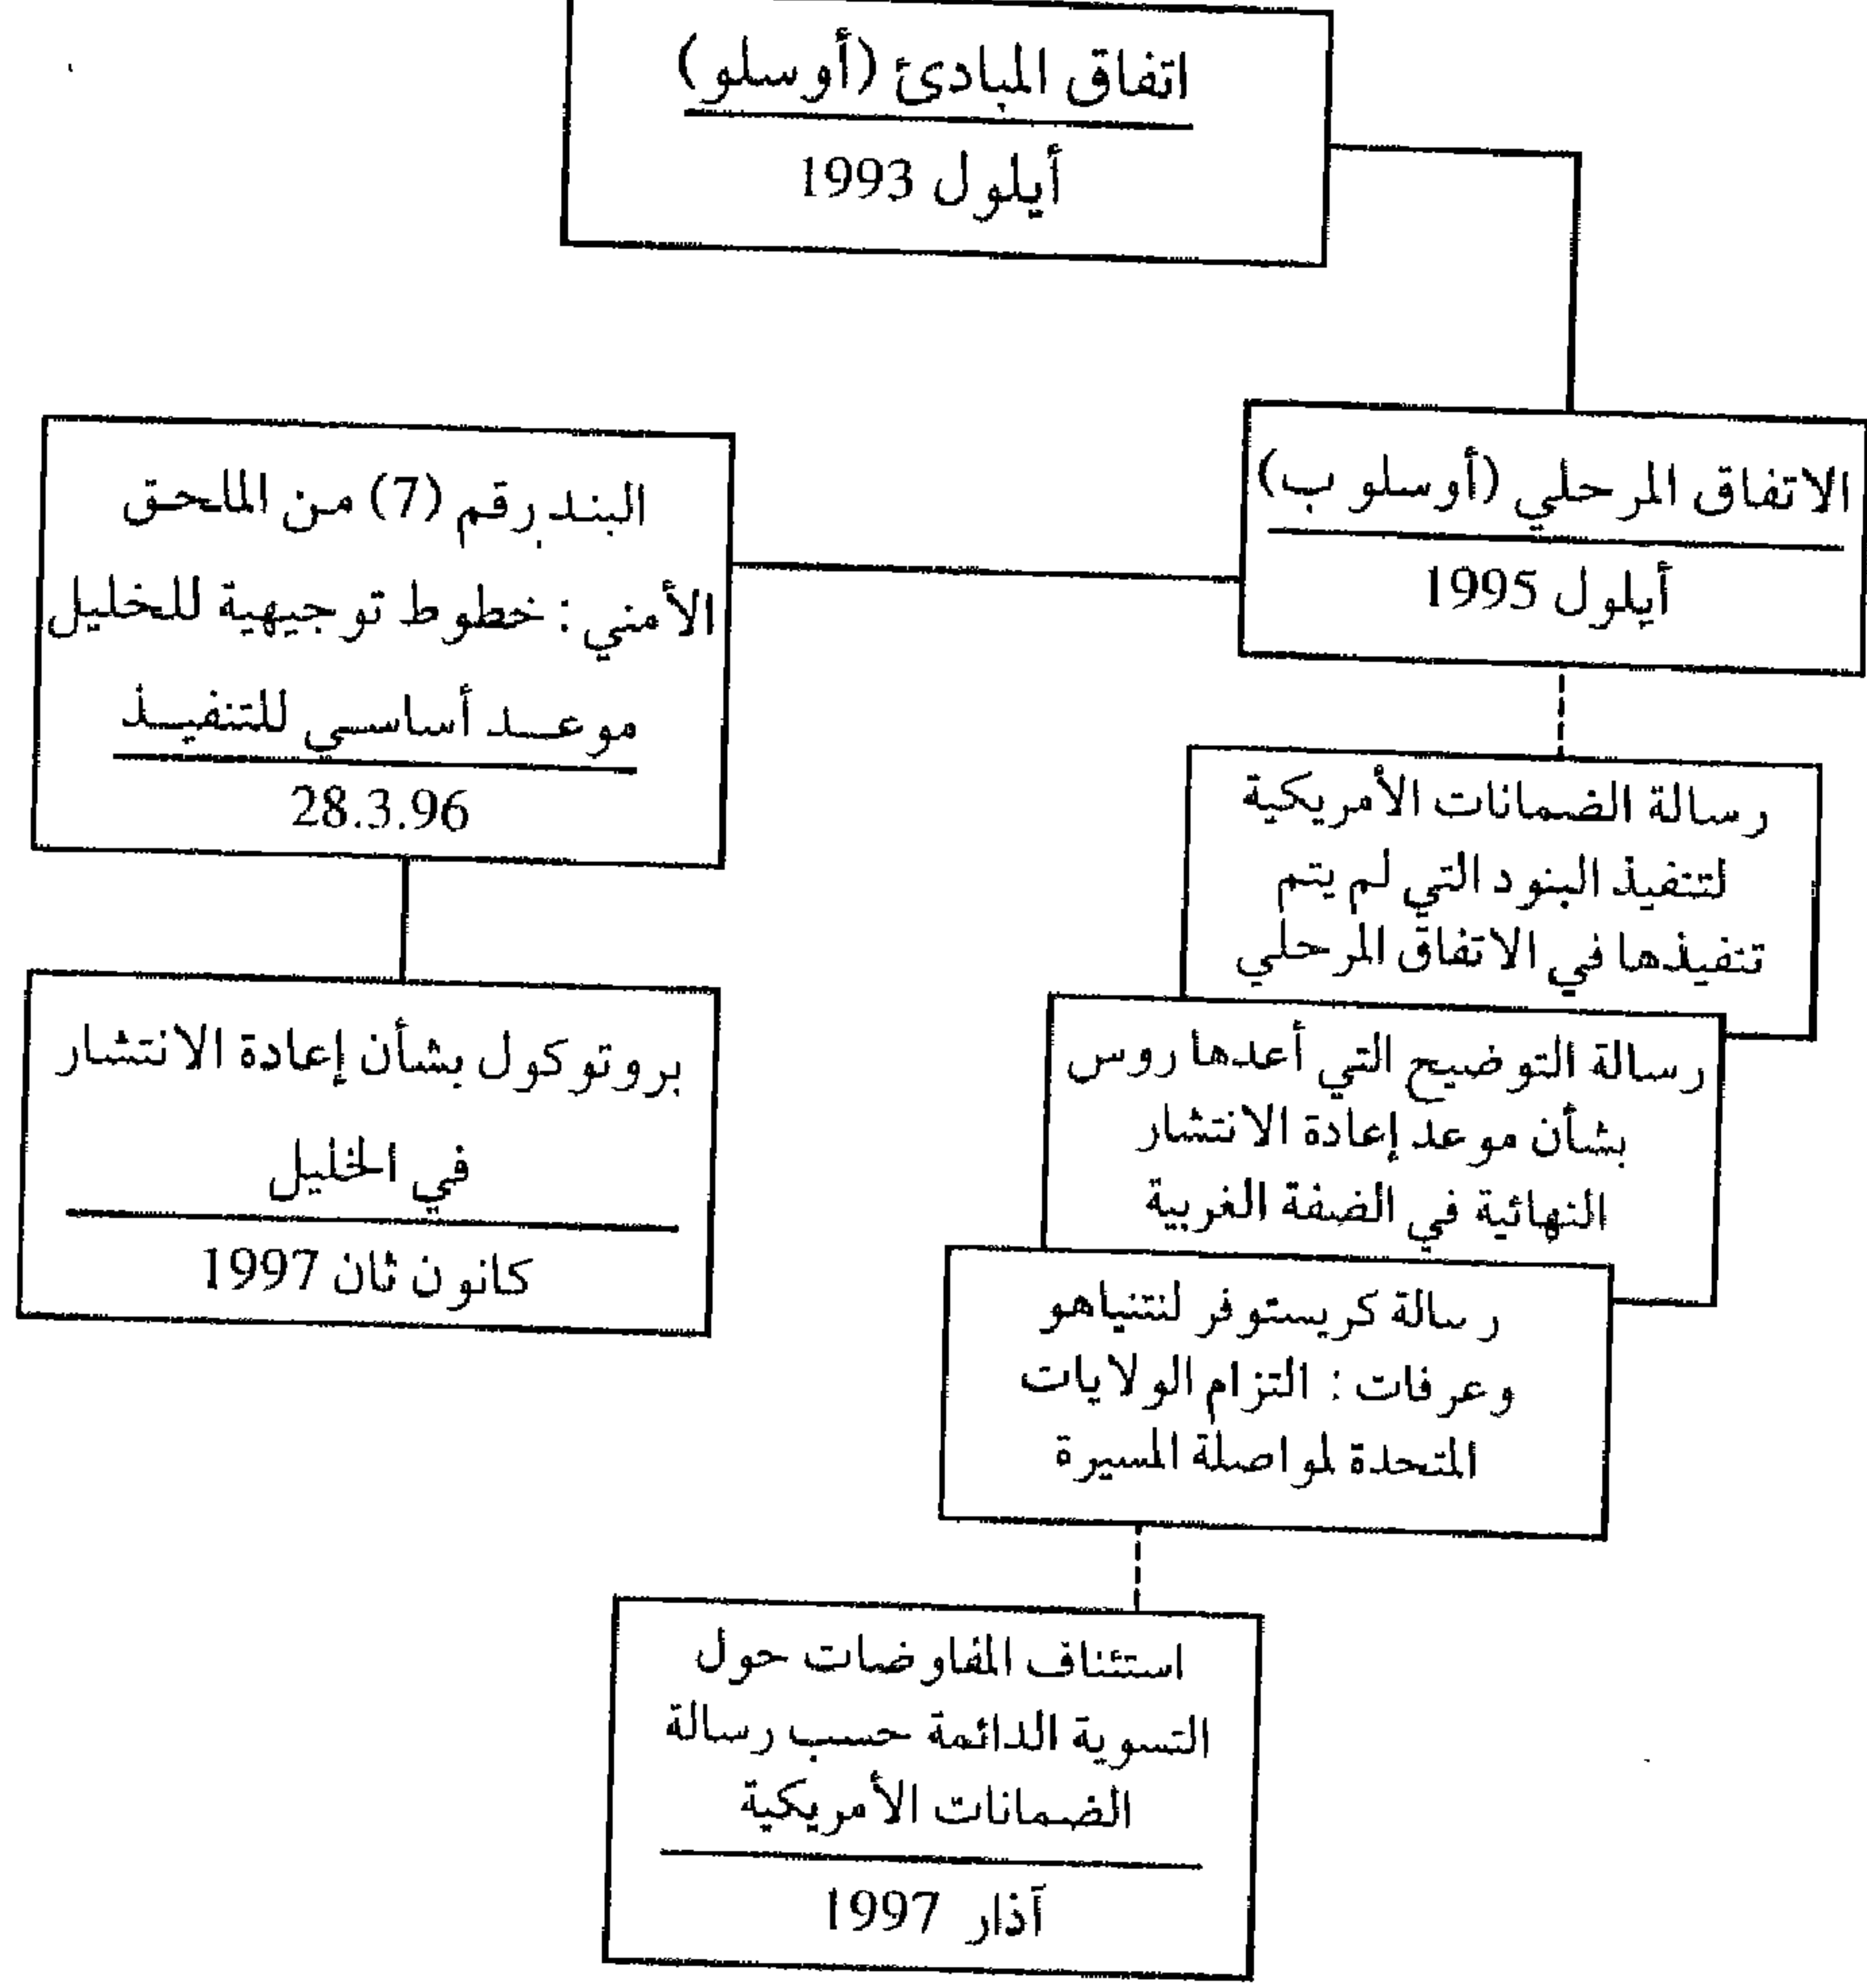 اتفاق المبادئ (أوسلو)
أيلول 1993
الاتفاق المرحلي (أوسلو ب)
أيلول 1995
البند رقم (7) من الملحق
الأمني : خطوط توجيهية للخليل
موعد أساسي للتنفيذ
28.3.96
بروتوكول بشأن إعادة الانتشار
في الخليل
كانون ثان 1997
رسالة الضمانات الأمريكية
لتنفيذ البنود التي لم يتم
تنفيذها في الاتفاق المرحلي
رسالة التوضيح التي أعدها روس
بشأن موعد إعادة الانتشار
النهائية في الضفة الغربية
رسالة كريستوفر لنتنياهو
وعرفات : التزام الولايات
المتحدة لمواصلة المسيرة
استئناف المفاوضات حول
التسوية الدائمة حسب رسالة
الضمانات الأمريكية
آذار 1997